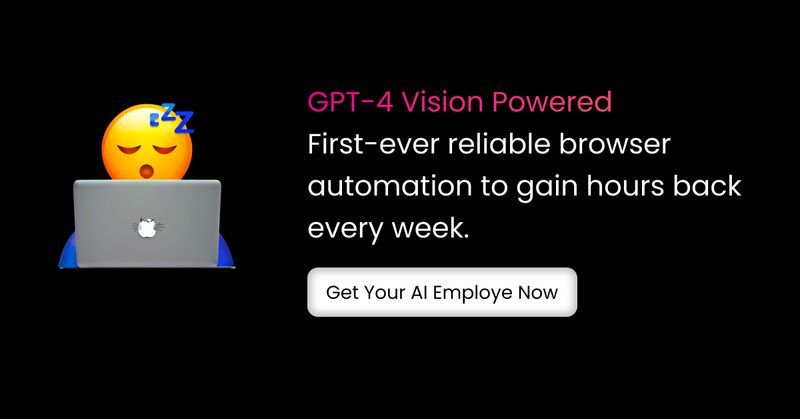 GPT-4 Vision Powered
First-ever reliable browser
automation to gain hours back
every week.
Get Your AI Employe Now